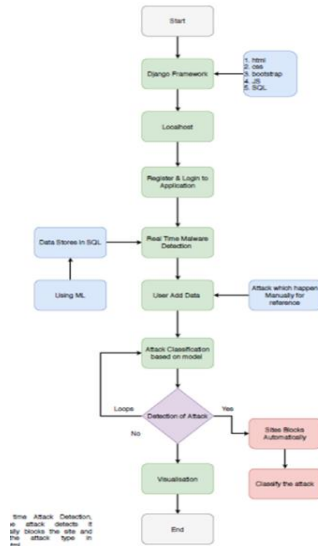 Start
Django Framework
1. html
2. css
3. bootstrap
4. JS
5. SQL
Localhost
Register & Login to
Application
Data Stores in SQL
Real Time Malware
Detection
Using ML
User Add Data
Attack which happen
Manually for
reference
Attack Classification
based on model
Loops
Yes
Detection of Attack
No
Sites Blocks
Automatically
Visualisation
Classify the attack
End
time Attack Detection,
attack detects it
ally blocks the site and
the attack type in